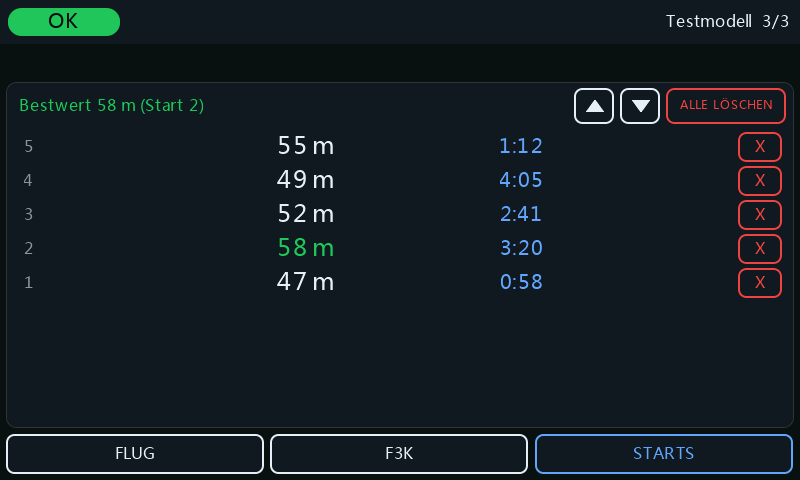 OK Testmodell 3/3
Bestwert 58 m (Start 2) ALLE LÖSCHEN
5 55 m 1:12 X
4 49 m 4:05 X
3 52 m 2:41 X
2 58 m 3:20 X
1 47 m 0:58 X
FLUG F3K STARTS